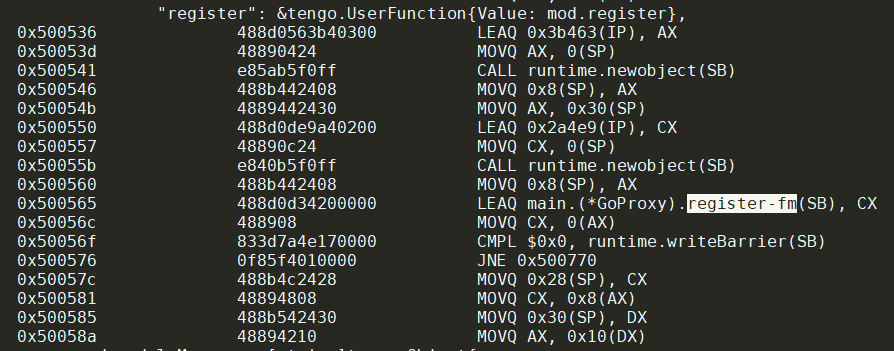 "register": &tengo.UserFunction{Value: mod.register},
0x500536 488d0563b40300 LEAQ 0x3b463(IP), AX
0x50053d 48890424 MOVQ AX, 0(SP)
0x500541 e85ab5f0ff CALL runtime.newobject(SB)
0x500546 488b442408 MOVQ 0x8(SP), AX
0x50054b 4889442430 MOVQ AX, 0x30(SP)
0x500550 488d0de9a40200 LEAQ 0x2a4e9(IP), CX
0x500557 48890c24 MOVQ CX, 0(SP)
0x50055b e840b5f0ff CALL runtime.newobject(SB)
0x500560 488b442408 MOVQ 0x8(SP), AX
0x500565 488d0d34200000 LEAQ main.(*GoProxy).register-fm(SB), CX
0x50056c 488908 MOVQ CX, 0(AX)
0x50056f 833d7a4e170000 CMPL $0x0, runtime.writeBarrier(SB)
0x500576 0f85f4010000 JNE 0x500770
0x50057c 488b4c2428 MOVQ 0x28(SP), CX
0x500581 48894808 MOVQ CX, 0x8(AX)
0x500585 488b542430 MOVQ 0x30(SP), DX
0x50058a 48894210 MOVQ AX, 0x10(DX)